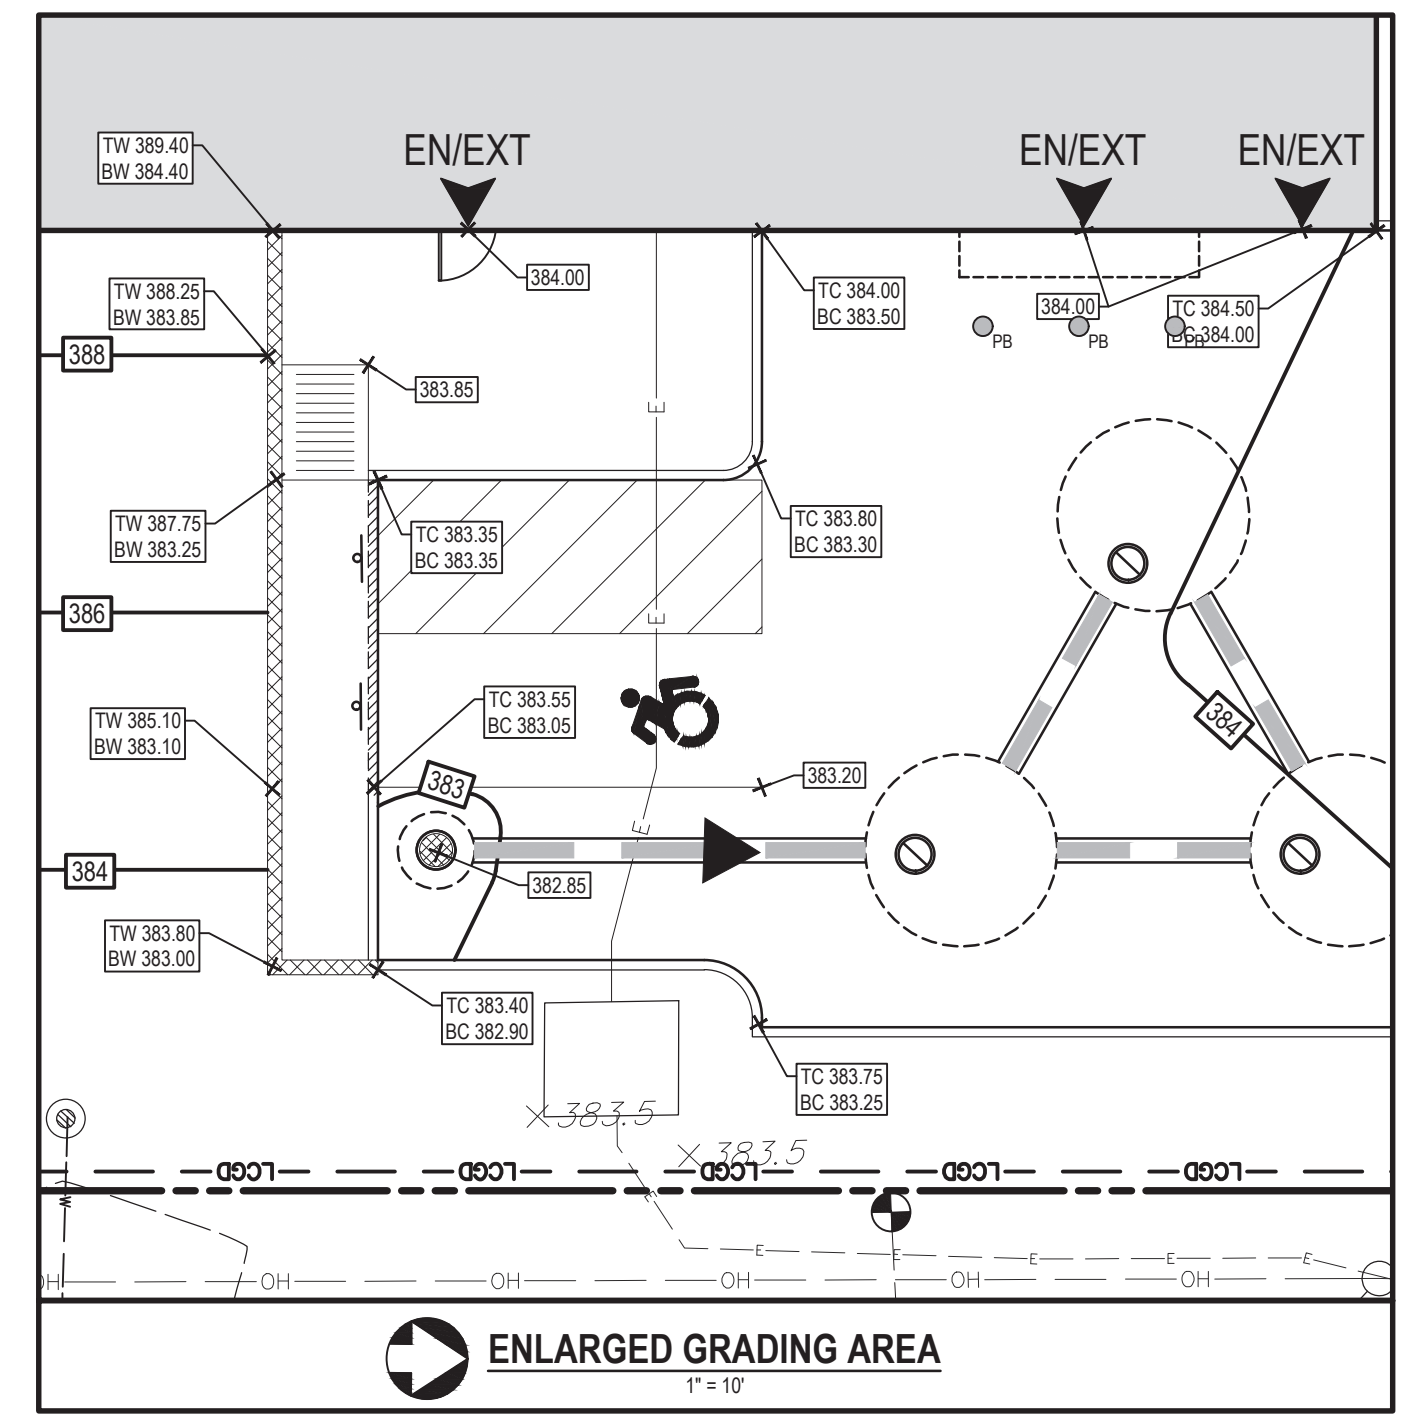 EN/EXT
EN/EXT
EN/EXT
TW 389.40
BW 384.40
384.00
TW 388.25
BW 383.85
TC 384.00
BC 383.50
384.00
TC 384.50
BC 384.00
PB
PB
PB
388
383.85
TW 387.75
BW 383.25
TC 383.35
BC 383.35
TC 383.80
BC 383.30
E
E
386
TC 383.55
BC 383.05
TW 385.10
BW 383.10
384
383
383.20
E
384
382.85
TW 383.80
BW 383.00
TC 383.40
BC 382.90
TC 383.75
BC 383.25
383.5
383.5
LCGD
LCGD
LCGD
LCGD
LCGD
W
E
E
E
E
E
E
OH
OH
OH
OH
OH
OH
ENLARGED GRADING AREA
1" = 10'